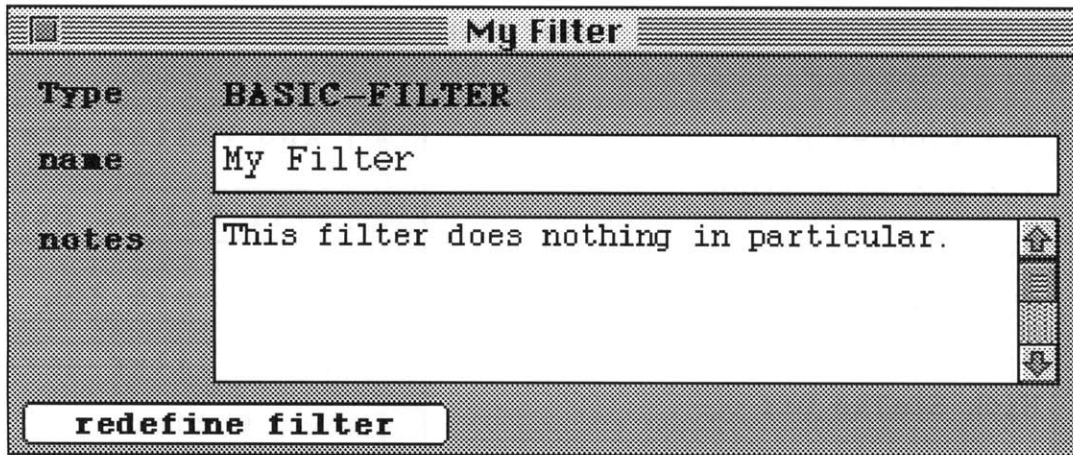 My Filter
Type BASIC-FILTER
name My Filter
notes This filter does nothing in particular.
redefine filter